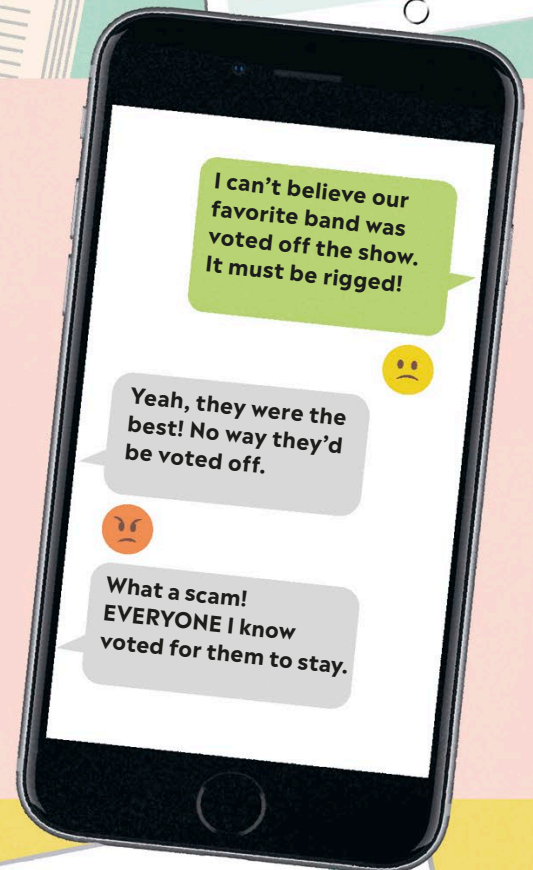 I can't believe our
favorite band was
voted off the show.
It must be rigged!
Yeah, they were the
best! No way they'd
be voted off.
What a scam!
EVERYONE I know
voted for them to stay.